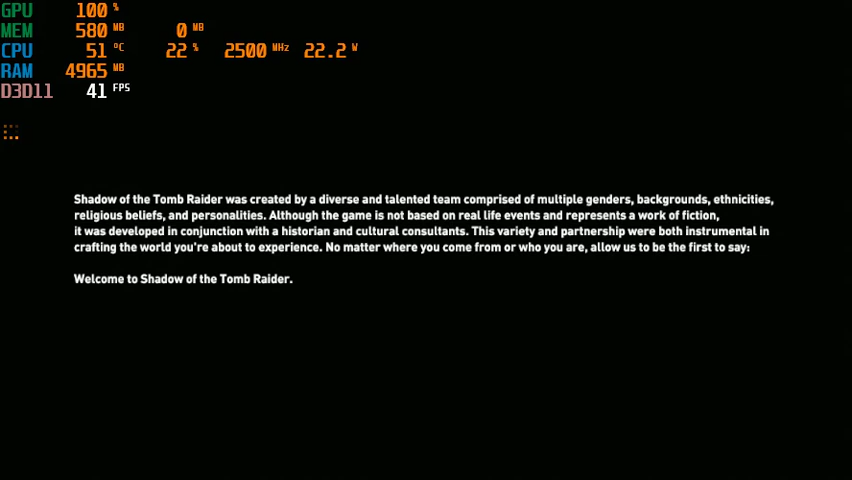 GPU 100 %
MEM 580 MB 0 MB
CPU 51 °C 22 % 2500 MHz 22.2 W
RAM 4965 MB
D3D11 41 FPS
Shadow of the Tomb Raider was created by a diverse and talented team comprised of multiple genders, backgrounds, ethnicities,
religious beliefs, and personalities. Although the game is not based on real life events and represents a work of fiction,
it was developed in conjunction with a historian and cultural consultants. This variety and partnership were both instrumental in
crafting the world you're about to experience. No matter where you come from or who you are, allow us to be the first to say:
Welcome to Shadow of the Tomb Raider.